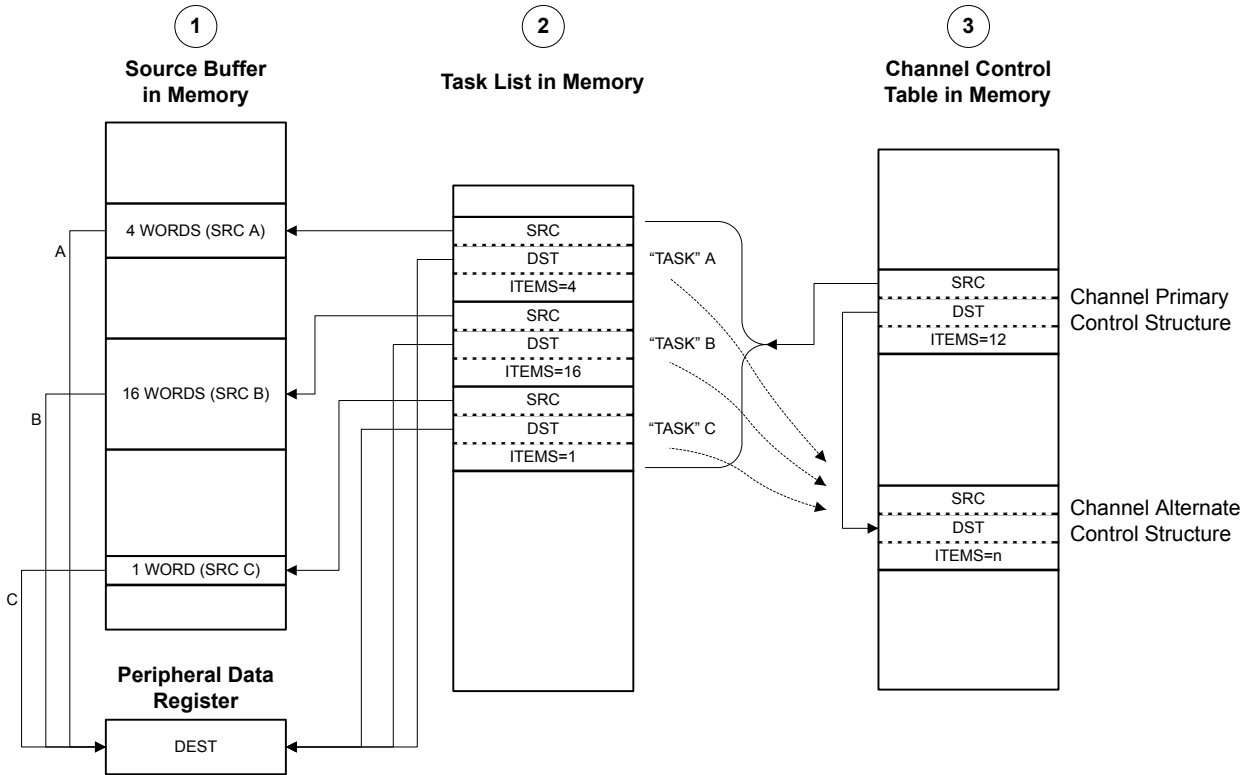 1
Source Buffer
in Memory
4 WORDS (SRC A)
16 WORDS (SRC B)
1 WORD (SRC C)
A
B
C
Peripheral Data
Register
DEST
2
Task List in Memory
SRC
DST
ITEMS=4
"TASK" A
SRC
DST
ITEMS=16
"TASK" B
SRC
DST
ITEMS=1
"TASK" C
3
Channel Control
Table in Memory
SRC
DST
ITEMS=12
Channel Primary
Control Structure
SRC
DST
ITEMS=n
Channel Alternate
Control Structure